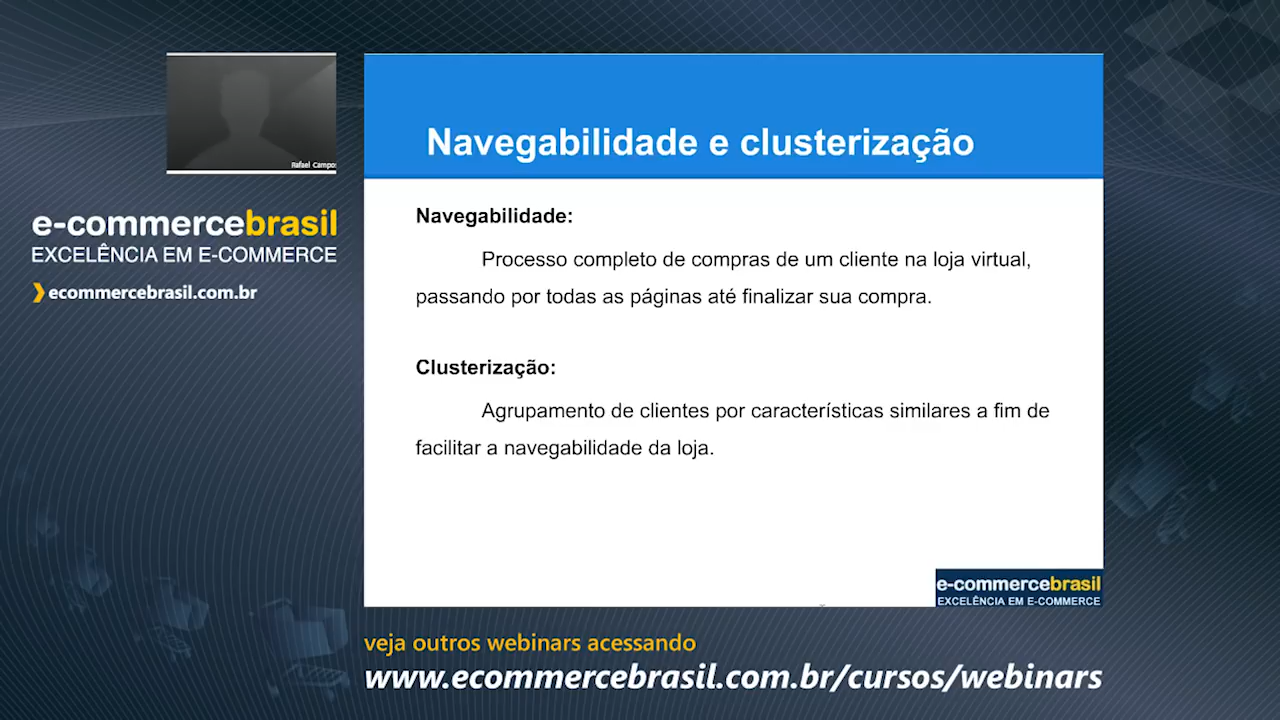 Rafael Campos
e-commercebrasil
EXCELÊNCIA EM E-COMMERCE
ecommercebrasil.com.br
Navegabilidade e clusterização
Navegabilidade:
Processo completo de compras de um cliente na loja virtual,
passando por todas as páginas até finalizar sua compra.
Clusterização:
Agrupamento de clientes por características similares a fim de
facilitar a navegabilidade da loja.
e-commercebrasil
EXCELÊNCIA EM E-COMMERCE
veja outros webinars acessando
www.ecommercebrasil.com.br/cursos/webinars